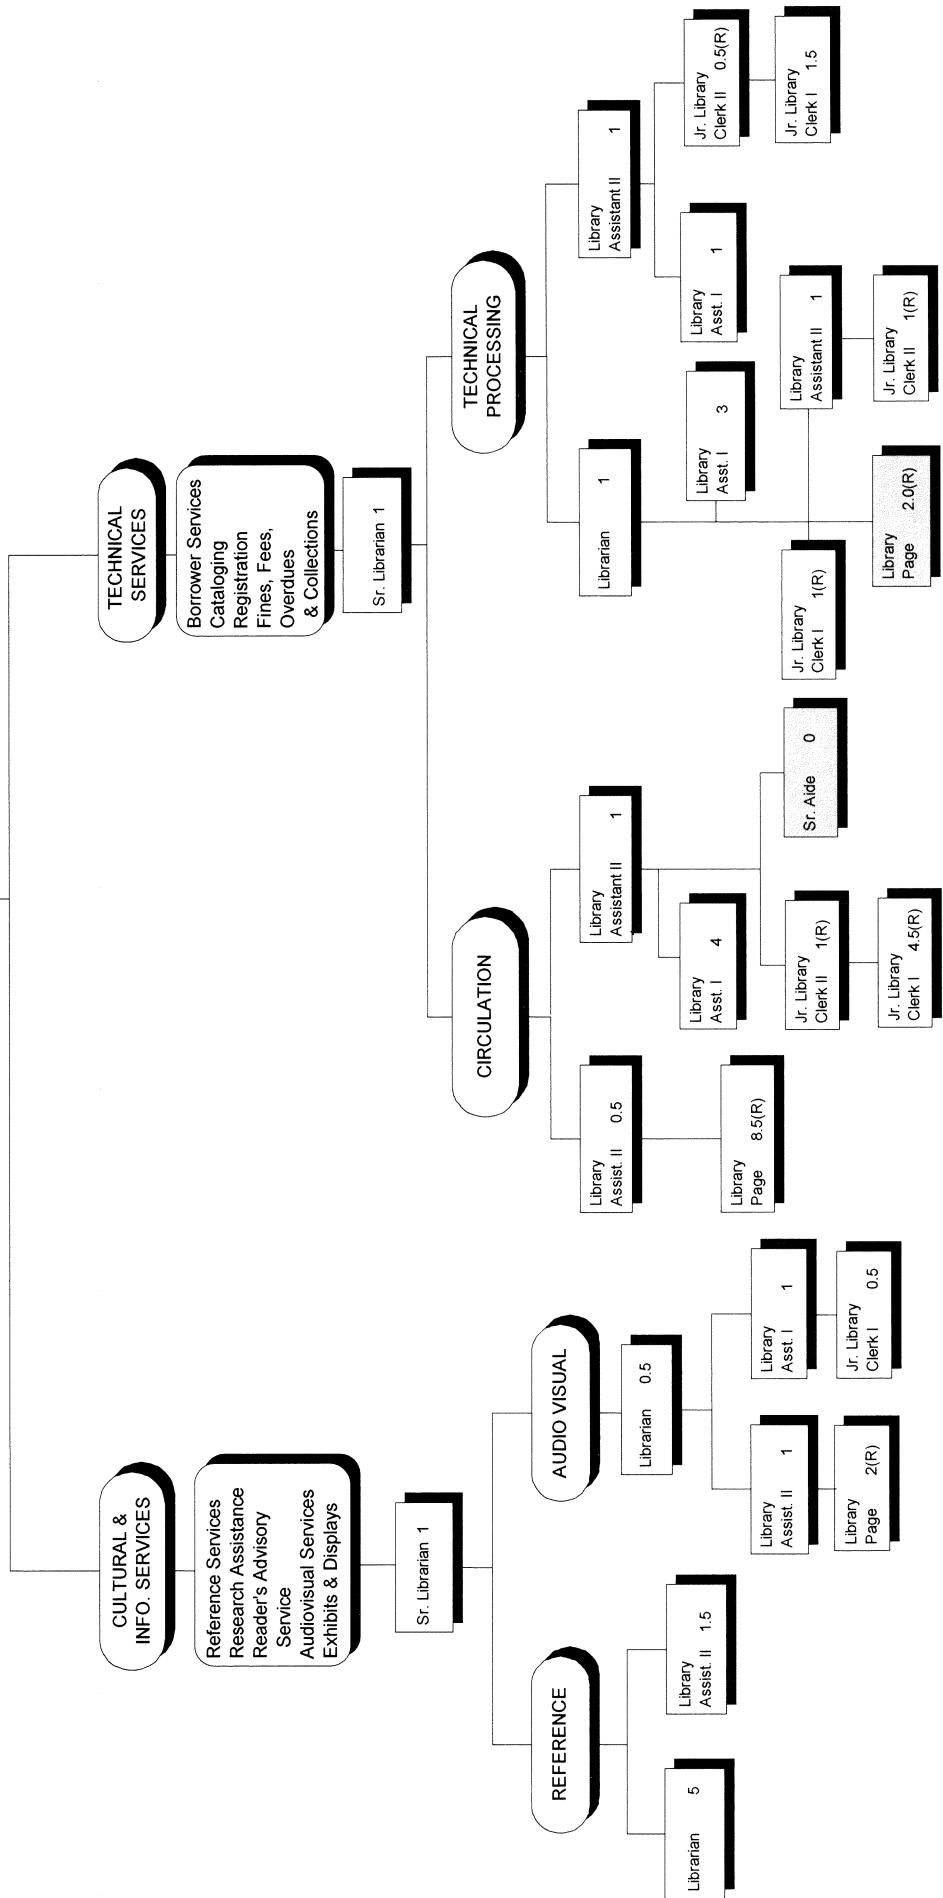 CULTURAL &
INFO. SERVICES
Reference Services
Research Assistance
Reader's Advisory
Service
Audiovisual Services
Exhibits & Displays
Sr. Librarian 1
REFERENCE
Librarian 5
Library
Assist. II 1.5
AUDIO VISUAL
Librarian 0.5
Library
Assist. II 1
Library
Page 2(R)
Library
Asst. I 1
Jr. Library
Clerk I 0.5
TECHNICAL
SERVICES
Borrower Services
Cataloging
Registration
Fines, Fees,
Overdues
& Collections
Sr. Librarian 1
CIRCULATION
Library
Assist. II 0.5
Library
Page 8.5(R)
Library
Assistant II 1
Library
Asst. I 4
Jr. Library
Clerk II 1(R)
Jr. Library
Clerk I 4.5(R)
Sr. Aide 0
TECHNICAL
PROCESSING
Librarian 1
Library
Asst. I 3
Jr. Library
Clerk I 1(R)
Library
Assistant II 1
Jr. Library
Clerk II 1(R)
Library
Page 2.0(R)
Library
Assistant II 1
Library
Asst. I 1
Jr. Library
Clerk II 0.5(R)
Jr. Library
Clerk I 1.5